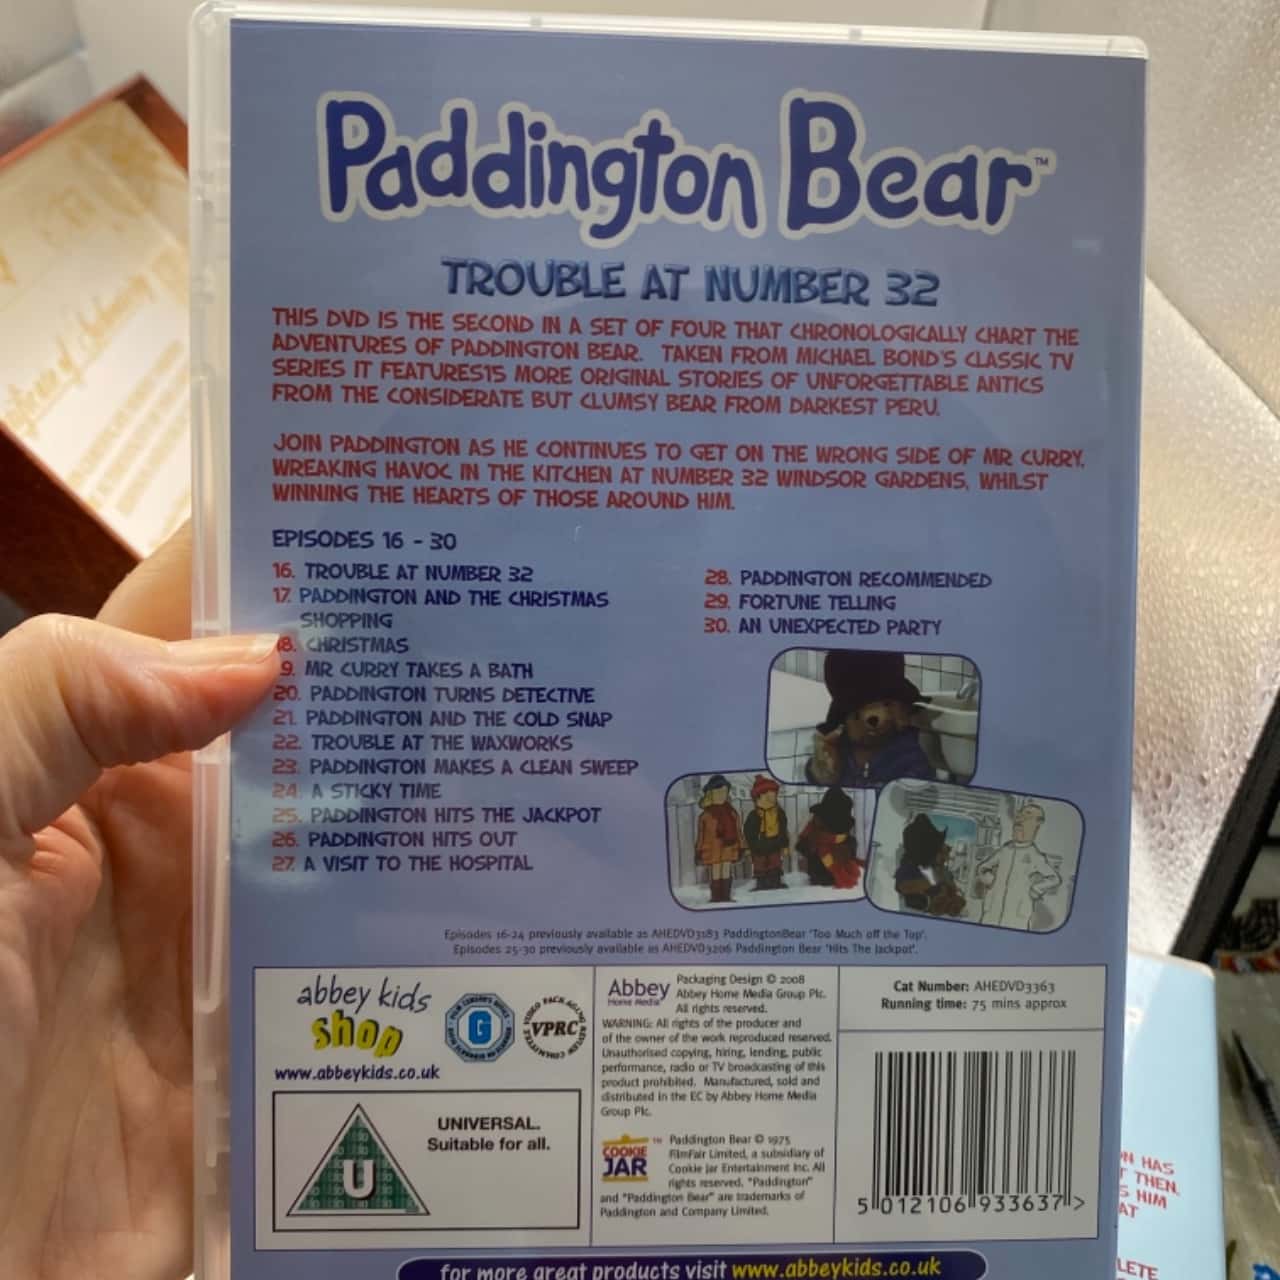 Paddington Bear™
TROUBLE AT NUMBER 32
THIS DVD IS THE SECOND IN A SET OF FOUR THAT CHRONOLOGICALLY CHART THE
ADVENTURES OF PADDINGTON BEAR. TAKEN FROM MICHAEL BOND'S CLASSIC TV
SERIES IT FEATURES15 MORE ORIGINAL STORIES OF UNFORGETTABLE ANTICS
FROM THE CONSIDERATE BUT CLUMSY BEAR FROM DARKEST PERU.
JOIN PADDINGTON AS HE CONTINUES TO GET ON THE WRONG SIDE OF MR CURRY,
WREAKING HAVOC IN THE KITCHEN AT NUMBER 32 WINDSOR GARDENS, WHILST
WINNING THE HEARTS OF THOSE AROUND HIM.
EPISODES 16 - 30
16. TROUBLE AT NUMBER 32
17. PADDINGTON AND THE CHRISTMAS
SHOPPING
18. CHRISTMAS
9. MR CURRY TAKES A BATH
20. PADDINGTON TURNS DETECTIVE
21. PADDINGTON AND THE COLD SNAP
22. TROUBLE AT THE WAXWORKS
23. PADDINGTON MAKES A CLEAN SWEEP
24. A STICKY TIME
25. PADDINGTON HITS THE JACKPOT
26. PADDINGTON HITS OUT
27. A VISIT TO THE HOSPITAL
28. PADDINGTON RECOMMENDED
29. FORTUNE TELLING
30. AN UNEXPECTED PARTY
Episodes 16-24 previously available as AHEDVD3183 PaddingtonBear 'Too Much off the Top'.
Episodes 25-30 previously available as AHEDVD3206 Paddington Bear 'Hits The Jackpot'.
abbey kids
shop
www.abbeykids.co.uk
G
VIDEO PACKAGING REVIEW COMMITTEE
VPRC
U
UNIVERSAL.
Suitable for all.
Abbey
Home Media
Packaging Design © 2008
Abbey Home Media Group Plc.
All rights reserved.
WARNING: All rights of the producer and
of the owner of the work reproduced reserved.
Unauthorised copying, hiring, lending, public
performance, radio or TV broadcasting of this
product prohibited. Manufactured, sold and
distributed in the EC by Abbey Home Media
Group Plc.
COOKIE
JAR ™
Paddington Bear © 1975
FilmFair Limited, a subsidiary of
Cookie Jar Entertainment Inc. All
rights reserved. "Paddington"
and "Paddington Bear" are trademarks of
Paddington and Company Limited.
Cat Number: AHEDVD3363
Running time: 75 mins approx
5 012106 933637 >
for more great products visit www.abbeykids.co.uk
N HAS
T THEN.
S HIM
AT
LETE